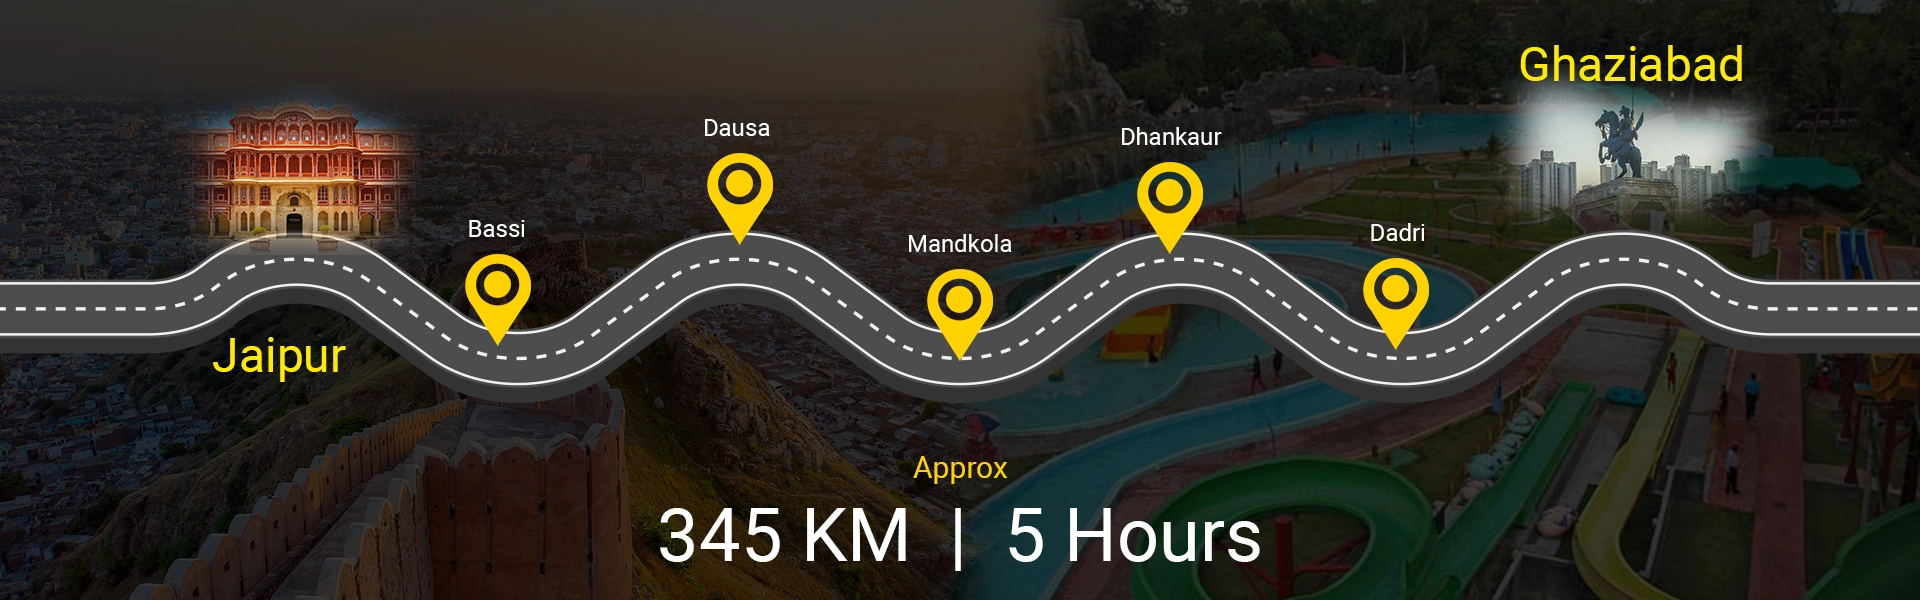 Ghaziabad
Dausa
Dhankaur
Bassi
Mandkola
Dadri
Jaipur
Approx
345 KM | 5 Hours